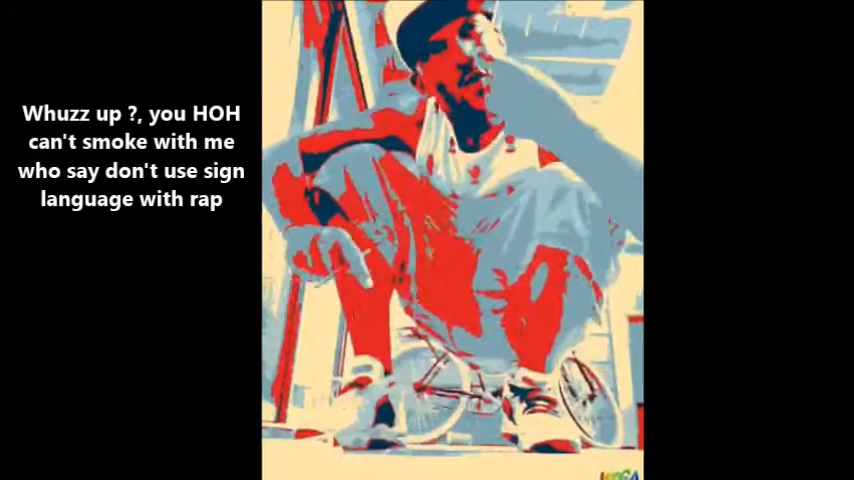 Whuzz up ?, you HOH
can't smoke with me
who say don't use sign
language with rap